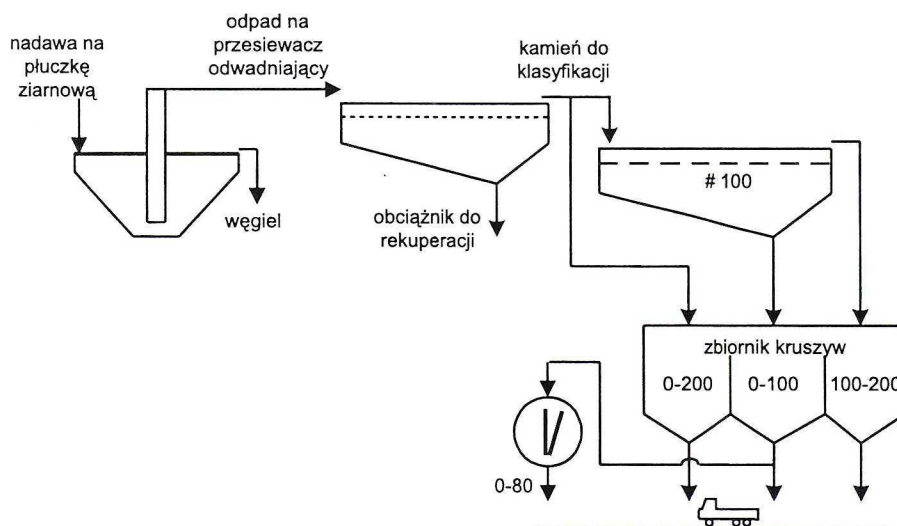 nadawa na
płuczkę
ziarnową
odpad na
przesiewacz
odwadniający
kamień do
klasyfikacji
węgiel
obciążnik do
rekuperacji
# 100
zbiornik kruszyw
0-200
0-100
100-200
0-80